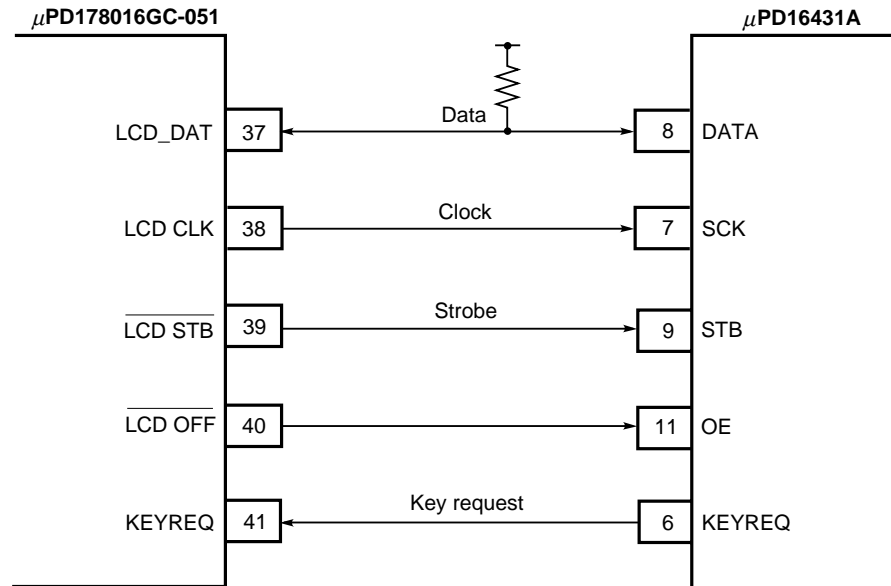 μPD178016GC-051
μPD16431A
LCD_DAT 37 Data 8 DATA
LCD CLK 38 Clock 7 SCK
LCD STB 39 Strobe 9 STB
LCD OFF 40 11 OE
KEYREQ 41 Key request 6 KEYREQ